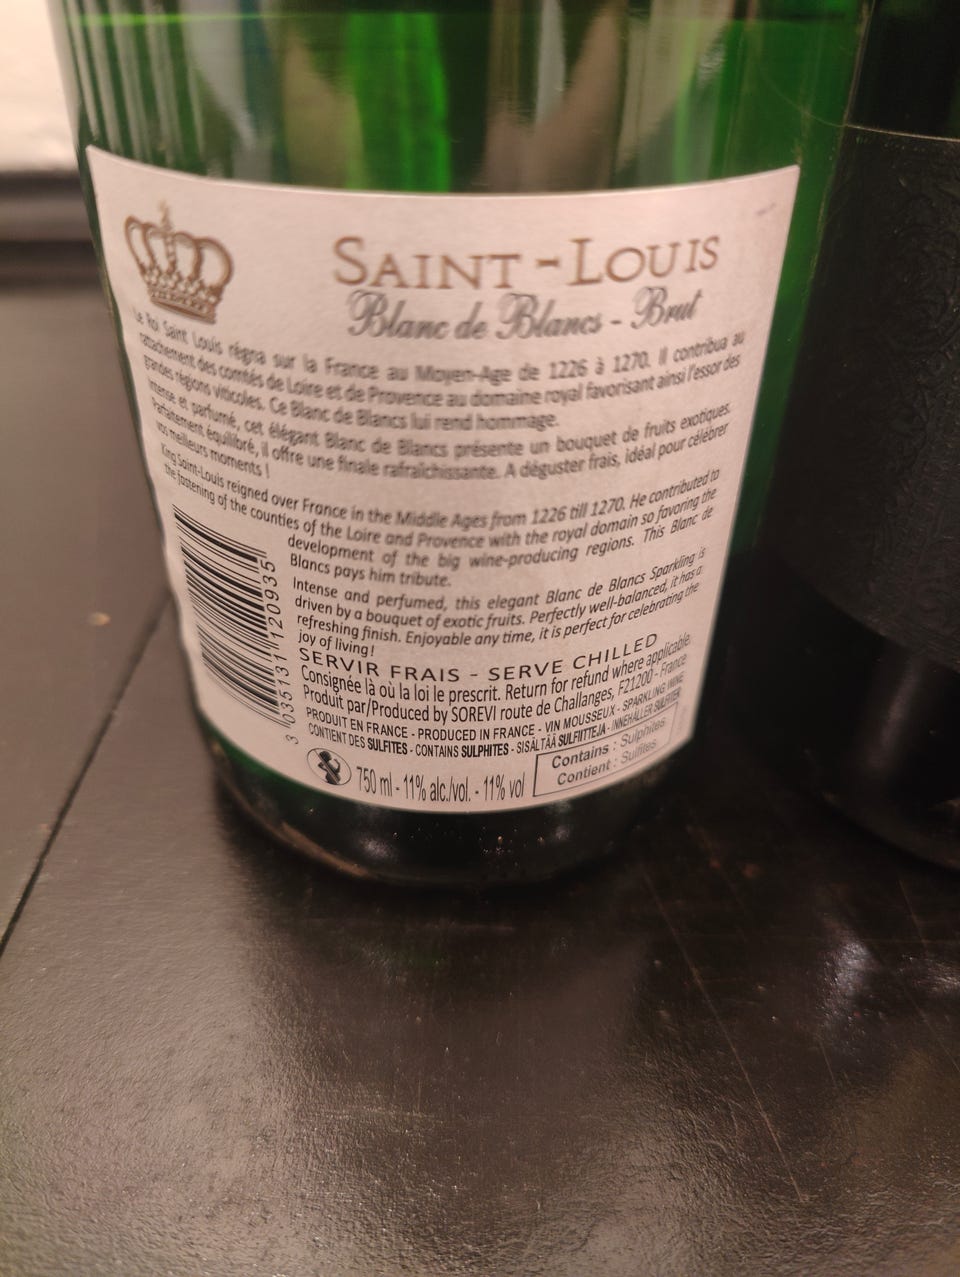 SAINT-LOUIS
Blanc de Blancs - Brut
Le Roi Saint Louis régna sur la France au Moyen-Age de 1226 à 1270. Il contribua au
rattachement des comtés de Loire et de Provence au domaine royal favorisant ainsi l'essor des
grandes régions viticoles. Ce Blanc de Blancs lui rend hommage.
Intense et parfumé, cet élégant Blanc de Blancs présente un bouquet de fruits exotiques.
Parfaitement équilibré, il offre une finale rafraîchissante. A déguster frais, idéal pour célébrer
vos meilleurs moments !
King Saint-Louis reigned over France in the Middle Ages from 1226 till 1270. He contributed to
the fastening of the counties of the Loire and Provence with the royal domain so favoring the
development of the big wine-producing regions. This Blanc de
Blancs pays him tribute.
Intense and perfumed, this elegant Blanc de Blancs Sparkling is
driven by a bouquet of exotic fruits. Perfectly well-balanced, it has a
refreshing finish. Enjoyable any time, it is perfect for celebrating the
joy of living !
SERVIR FRAIS - SERVE CHILLED
Consignée là où la loi le prescrit. Return for refund where applicable.
Produit par/Produced by SOREVI route de Challanges, F21200 - France
PRODUIT EN FRANCE - PRODUCED IN FRANCE - VIN MOUSSEUX - SPARKLING WINE
CONTIENT DES SULFITES - CONTAINS SULPHITES - SISÄLTÄÄ SULFIITTEJA - INNEHÅLLER SULFITER
750 ml - 11% alc./vol. - 11% vol
Contains : Sulphites
Contient : Sulfites
3 035131 120935